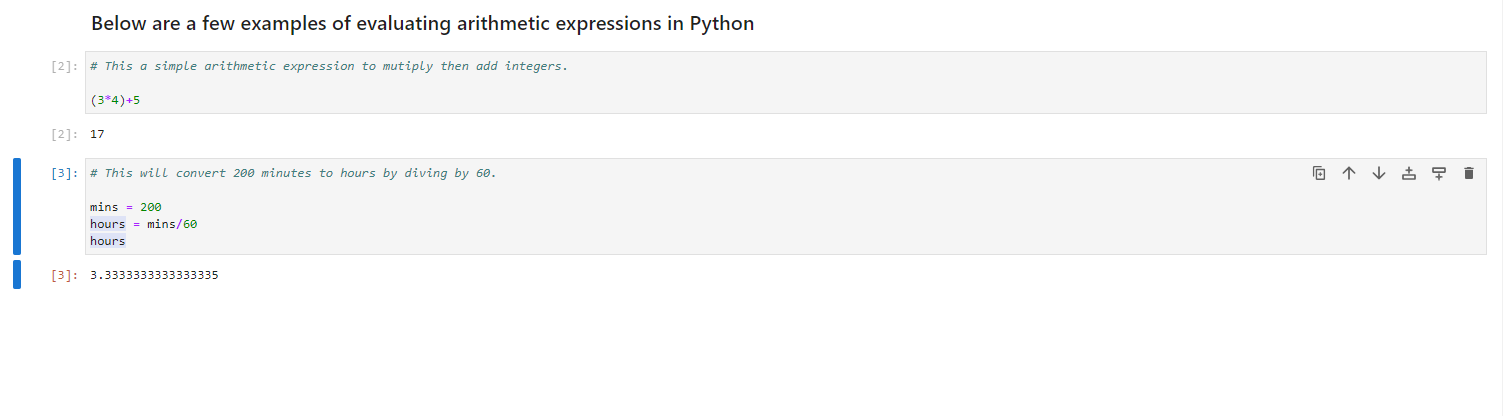 Below are a few examples of evaluating arithmetic expressions in Python
[2]: # This a simple arithmetic expression to mutiply then add integers.
(3*4)+5
[2]: 17
[3]: # This will convert 200 minutes to hours by diving by 60.
mins = 200
hours = mins/60
hours
[3]: 3.3333333333333335